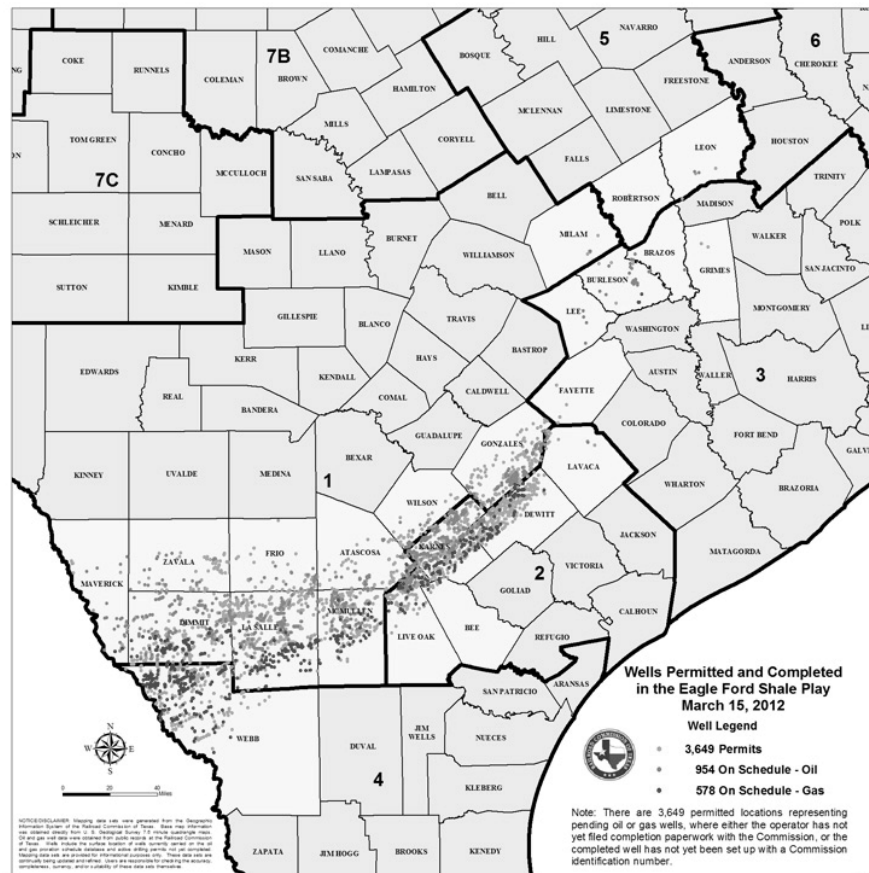 COKE
RUNNELS
COLEMAN
7B
BROWN
COMANCHE
BOSQUE
HILL
5
NAVARRO
ANDERSON
6
CHEROKEE
HAMILTON
FREESTONE
MCLENNAN
LIMESTONE
MILLS
TOM GREEN
CONCHO
CORYELL
FALLS
LEON
HOUSTON
7C
MCCULLOCH
SAN SABA
LAMPASAS
TRINITY
BELL
ROBERTSON
MADISON
SCHLEICHER
MENARD
MASON
LLANO
BURNET
MILAM
WALKER
POLK
WILLIAMSON
BRAZOS
GRIMES
SAN JACINTO
SUTTON
KIMBLE
BURLESON
GILLESPIE
BLANCO
TRAVIS
LEE
MONTGOMERY
WASHINGTON
KERR
HAYS
BASTROP
EDWARDS
KENDALL
AUSTIN
WALLER
3
HARRIS
REAL
COMAL
CALDWELL
FAYETTE
BANDERA
COLORADO
GUADALUPE
GONZALES
FORT BEND
BEXAR
LAVACA
KINNEY
UVALDE
MEDINA
1
WHARTON
BRAZORIA
WILSON
DEWITT
JACKSON
ZAVALA
FRIO
ATASCOSA
KARNES
MATAGORDA
MAVERICK
2
VICTORIA
GOLIAD
DIMMIT
LA SALLE
MCMULLEN
CALHOUN
LIVE OAK
BEE
REFUGIO
SAN PATRICIO
ARANSAS
WEBB
DUVAL
JIM
WELLS
NUECES
4
KLEBERG
ZAPATA
JIM HOGG
BROOKS
KENEDY
Wells Permitted and Completed
in the Eagle Ford Shale Play
March 15, 2012
Well Legend
3,649 Permits
954 On Schedule - Oil
578 On Schedule - Gas
Note: There are 3,649 permitted locations representing
pending oil or gas wells, where either the operator has not
yet filed completion paperwork with the Commission, or the
completed well has not yet been set up with a Commission
identification number.
N
W
E
S
0
20
40
Miles